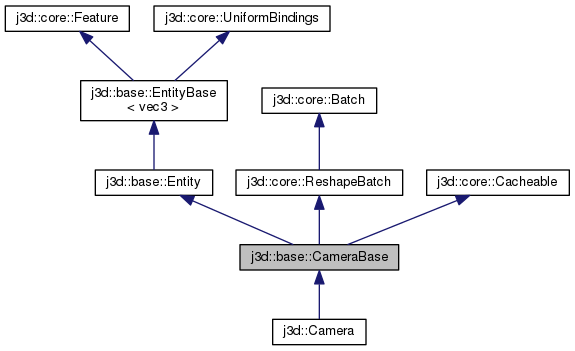 j3d::core::Feature
j3d::core::UniformBindings
j3d::base::EntityBase
< vec3 >
j3d::core::Batch
j3d::base::Entity
j3d::core::ReshapeBatch
j3d::core::Cacheable
j3d::base::CameraBase
j3d::Camera